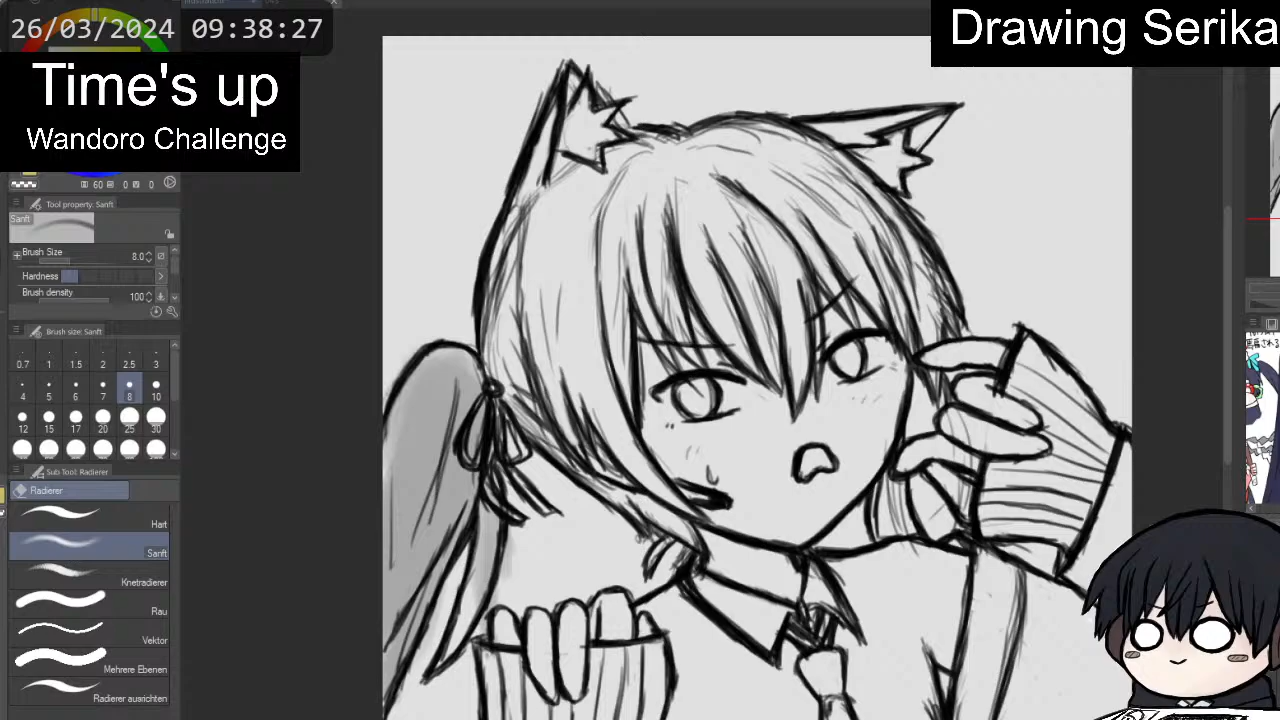 26/03/2024 09:38:27
Drawing Serika
Time's up
Wandoro Challenge
60 0 0
Tool property: Sanft
Sanft
Brush Size 8.0
Hardness
Brush density 100
Brush size: Sanft
0.7 1 1.5 2 2.5 3
4 5 6 7 8 10
12 15 17 20 25 30
Sub Tool: Radierer
Radierer
Hart
Sanft
Knetradierer
Rau
Vektor
Mehrere Ebenen
Radierer ausrichten